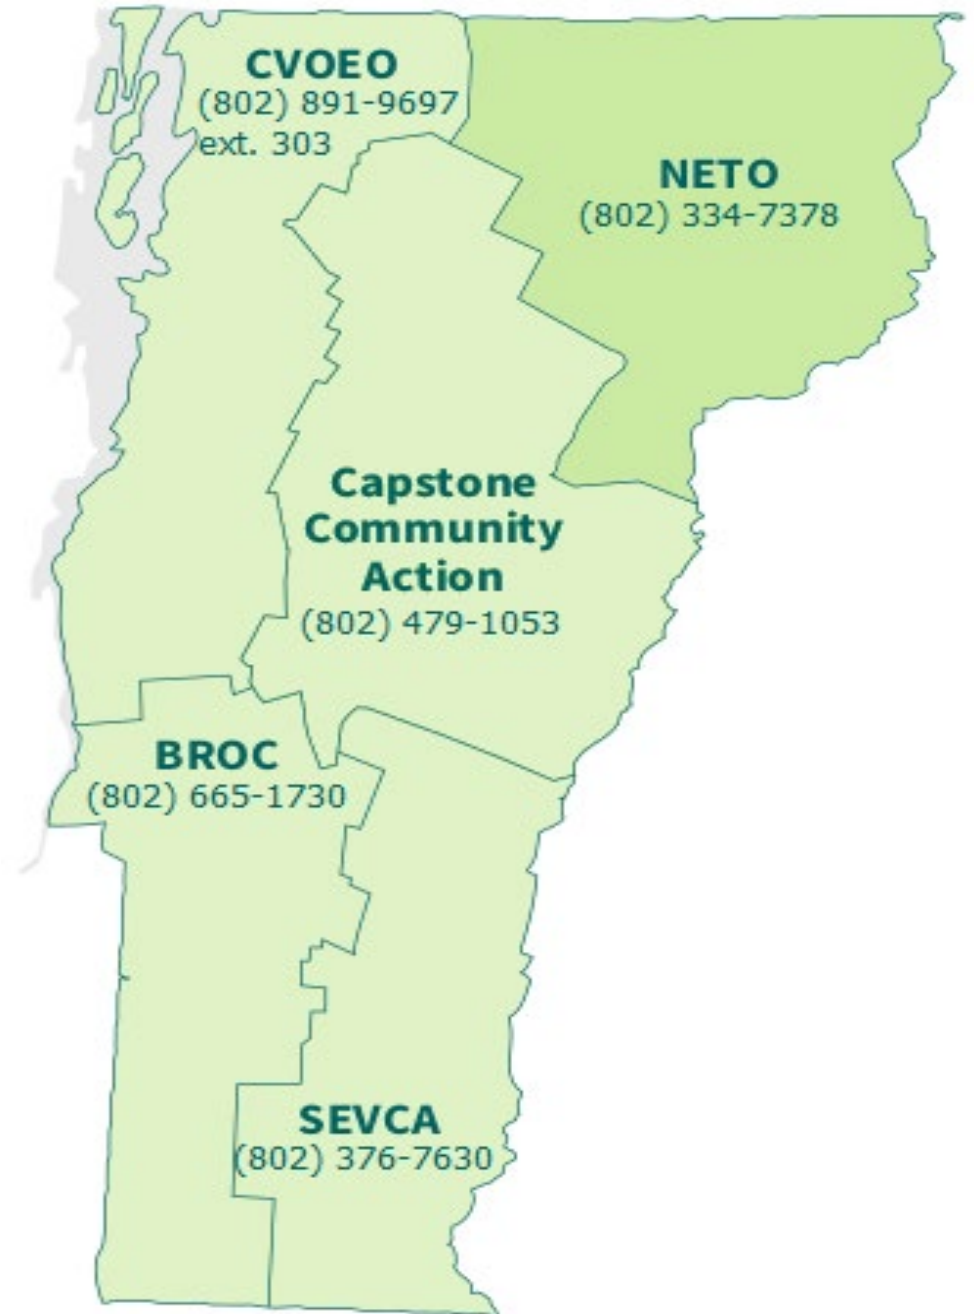 CVOEO
(802) 891-9697
ext. 303
NETO
(802) 334-7378
Capstone
Community
Action
(802) 479-1053
BROC
(802) 665-1730
SEVCA
(802) 376-7630